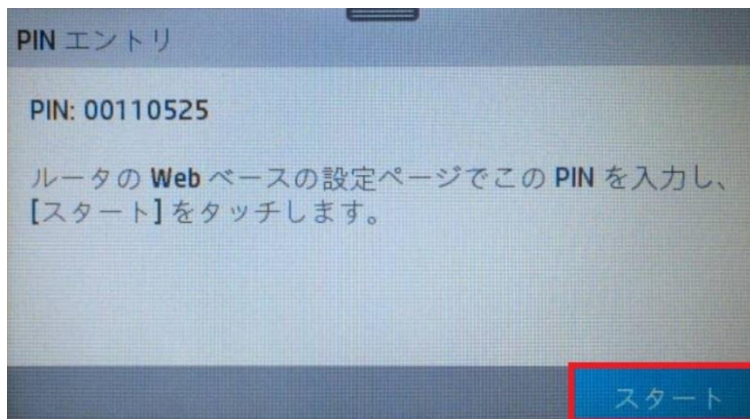 PIN エントリ
PIN: 00110525
ルータの Web ベースの設定ページでこの PIN を入力し、
[スタート] をタッチします。
スタート